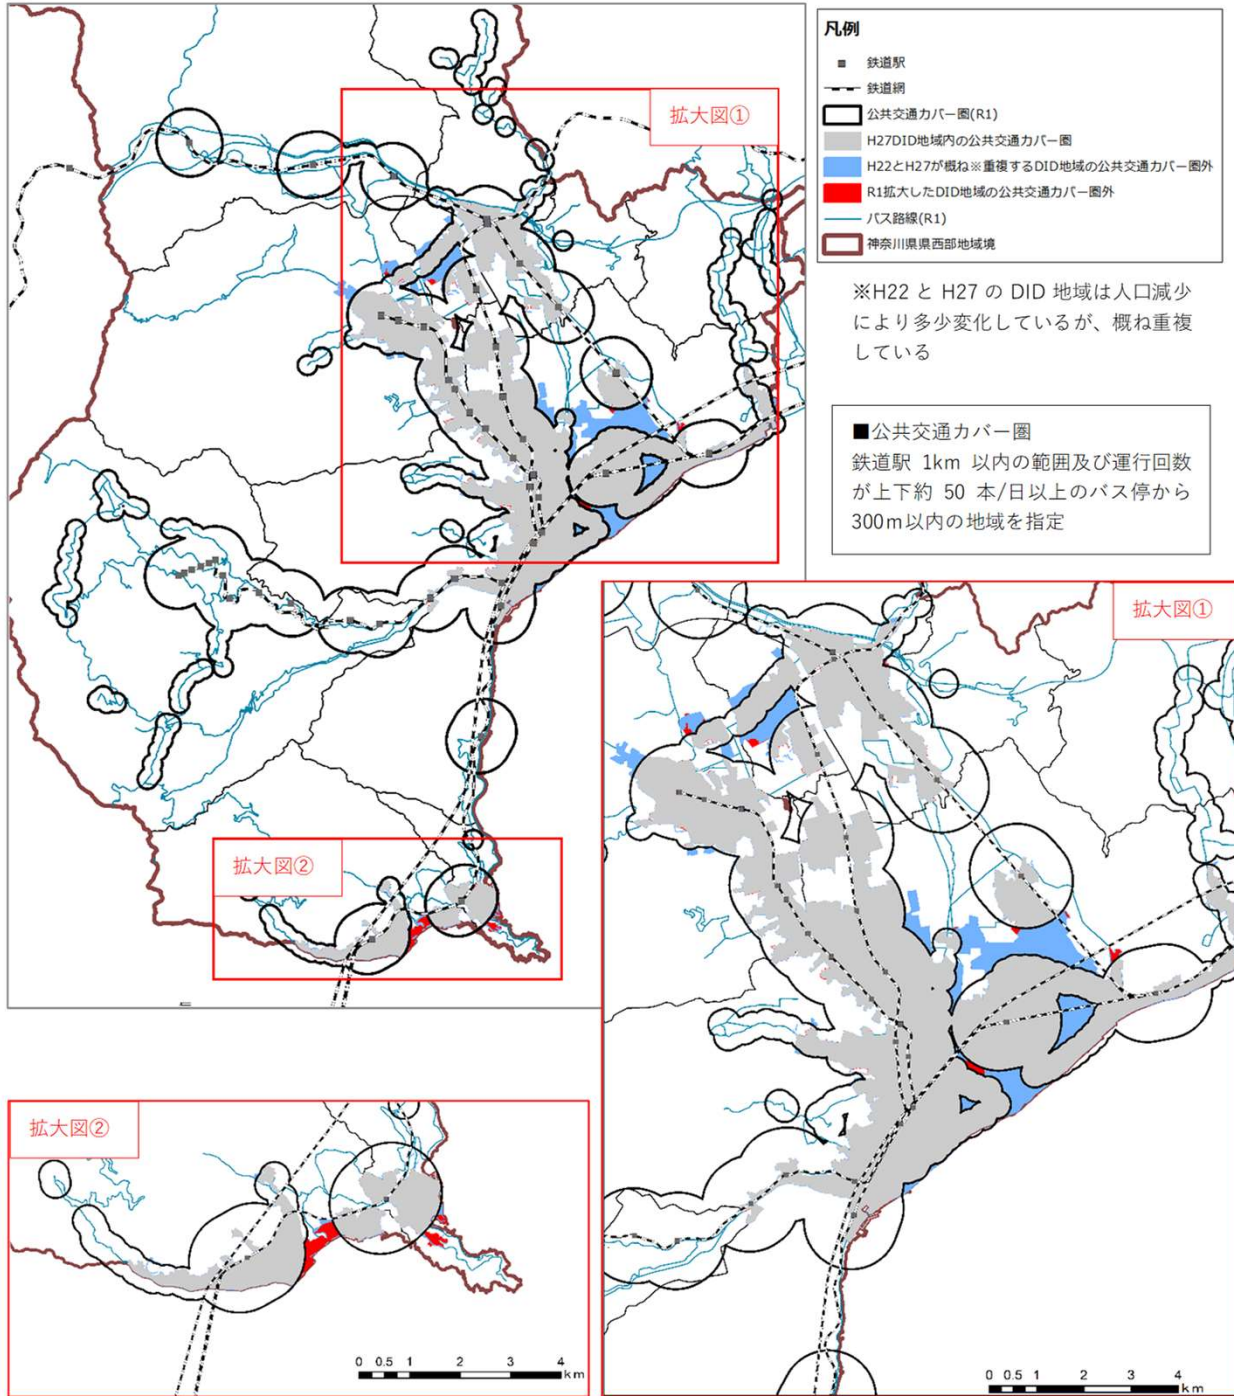 拡大図①
凡例
鉄道駅
鉄道網
公共交通カバー圏(R1)
H27DID地域内の公共交通カバー圏
H22とH27が概ね※重複するDID地域の公共交通カバー圏外
R1拡大したDID地域の公共交通カバー圏外
バス路線(R1)
神奈川県県西部地域境
※H22 と H27 の DID 地域は人口減少
により多少変化しているが、概ね重複
している
■公共交通カバー圏
鉄道駅 1km 以内の範囲及び運行回数
が上下約 50 本/日以上のバス停から
300m以内の地域を指定
拡大図②
拡大図①
拡大図②
0 0.5 1 2 3 4
km
0 0.5 1 2 3 4
km